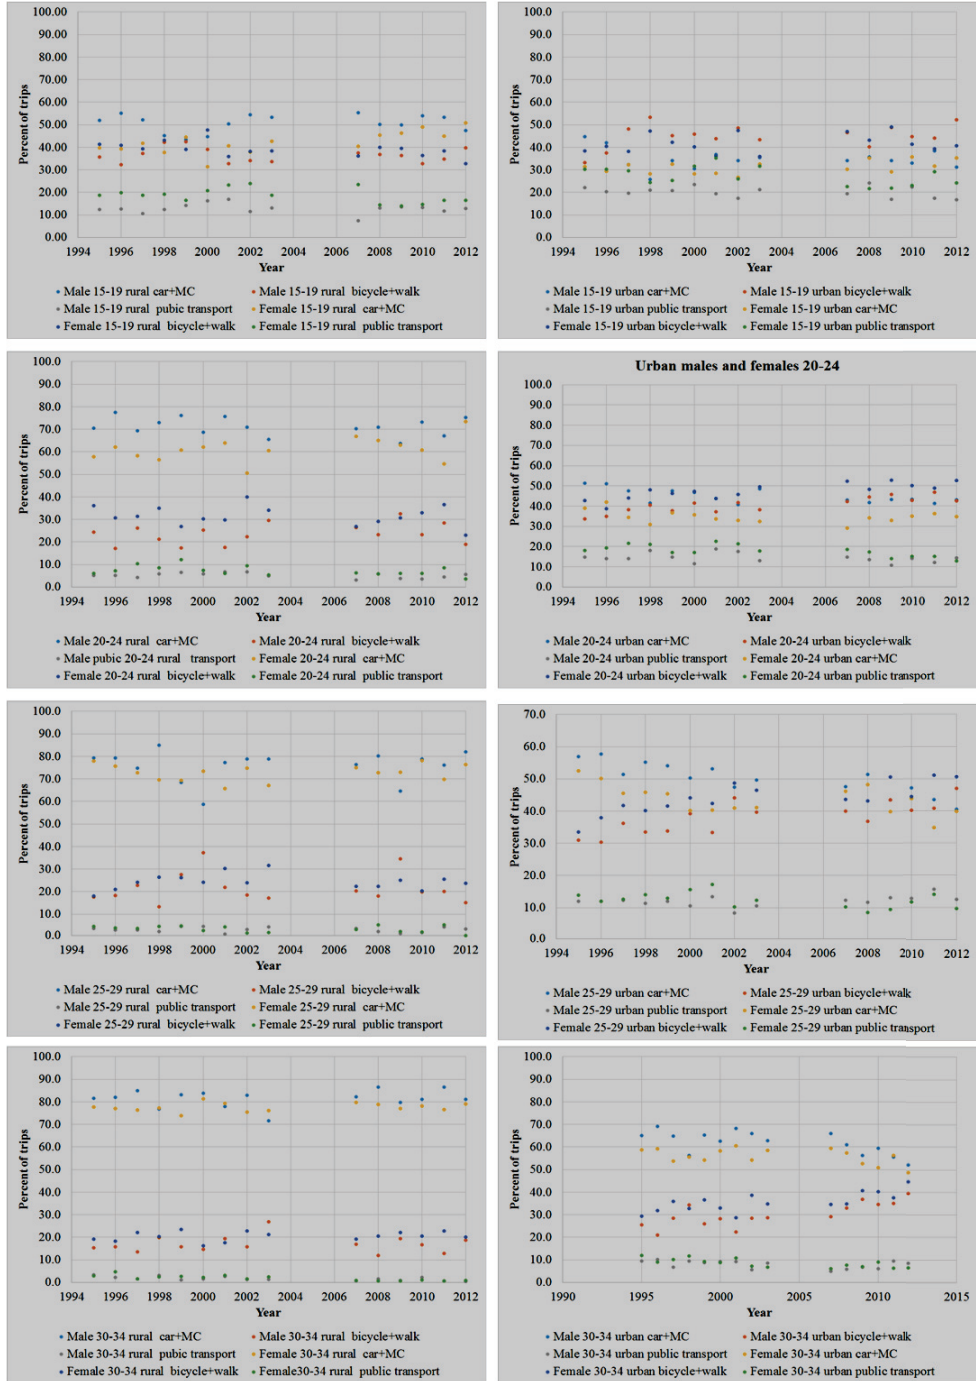 100.00
90.00
80.00
70.00
60.00
50.00
40.00
30.00
20.00
10.00
0.00
Percent of trips
1994 1996 1998 2000 2002 2004 2006 2008 2010 2012
Year
Male 15-19 rural car+MC Male 15-19 rural bicycle+walk
Male 15-19 rural pubic transport Female 15-19 rural car+MC
Female 15-19 rural bicycle+walk Female 15-19 rural public transport
100.0
90.0
80.0
70.0
60.0
50.0
40.0
30.0
20.0
10.0
0.0
Percent of trips
1994 1996 1998 2000 2002 2004 2006 2008 2010 2012
Year
Male 15-19 urban car+MC Male 15-19 urban bicycle+walk
Male 15-19 urban public transport Female 15-19 urban car+MC
Female 15-19 urban bicycle+walk Female 15-19 urban public transport
100.0
90.0
80.0
70.0
60.0
50.0
40.0
30.0
20.0
10.0
0.0
Percent of trips
1994 1996 1998 2000 2002 2004 2006 2008 2010 2012
Year
Male 20-24 rural car+MC Male 20-24 rural bicycle+walk
Male pubic 20-24 rural transport Female 20-24 rural car+MC
Female 20-24 rural bicycle+walk Female 20-24 rural public transport
Urban males and females 20-24
100.0
90.0
80.0
70.0
60.0
50.0
40.0
30.0
20.0
10.0
0.0
Percent of trips
1994 1996 1998 2000 2002 2004 2006 2008 2010 2012
Year
Male 20-24 urban car+MC Male 20-24 urban bicycle+walk
Male 20-24 urban public transport Female 20-24 urban car+MC
Female 20-24 urban bicycle+walk Female 20-24 urban public transport
100.0
90.0
80.0
70.0
60.0
50.0
40.0
30.0
20.0
10.0
0.0
Percent of trips
1994 1996 1998 2000 2002 2004 2006 2008 2010 2012
Year
Male 25-29 rural car+MC Male 25-29 rural bicycle+walk
Male 25-29 rural public transport Female 25-29 rural car+MC
Female 25-29 rural bicycle+walk Female 25-29 rural public transport
70.0
60.0
50.0
40.0
30.0
20.0
10.0
0.0
Percent of trips
1994 1996 1998 2000 2002 2004 2006 2008 2010 2012
Year
Male 25-29 urban car+MC Male 25-29 urban bicycle+walk
Male 25-29 urban public transport Female 25-29 urban car+MC
Female 25-29 urban bicycle+walk Female 25-29 urban public transport
100.0
90.0
80.0
70.0
60.0
50.0
40.0
30.0
20.0
10.0
0.0
Percent of trips
1994 1996 1998 2000 2002 2004 2006 2008 2010 2012
Year
Male 30-34 rural car+MC Male 30-34 rural bicycle+walk
Male 30-34 rural pubic transport Female 30-34 rural car+MC
Female 30-34 rural bicycle+walk Female30-34 rural public transport
100.0
90.0
80.0
70.0
60.0
50.0
40.0
30.0
20.0
10.0
0.0
Percent of trips
1990 1995 2000 2005 2010 2015
Year
Male 30-34 urban car+MC Male 30-34 urban bicycle+walk
Male 30-34 urban public transport Female 30-34 urban car+MC
Female 30-34 urban bicycle+walk Female 30-34 urban public transport